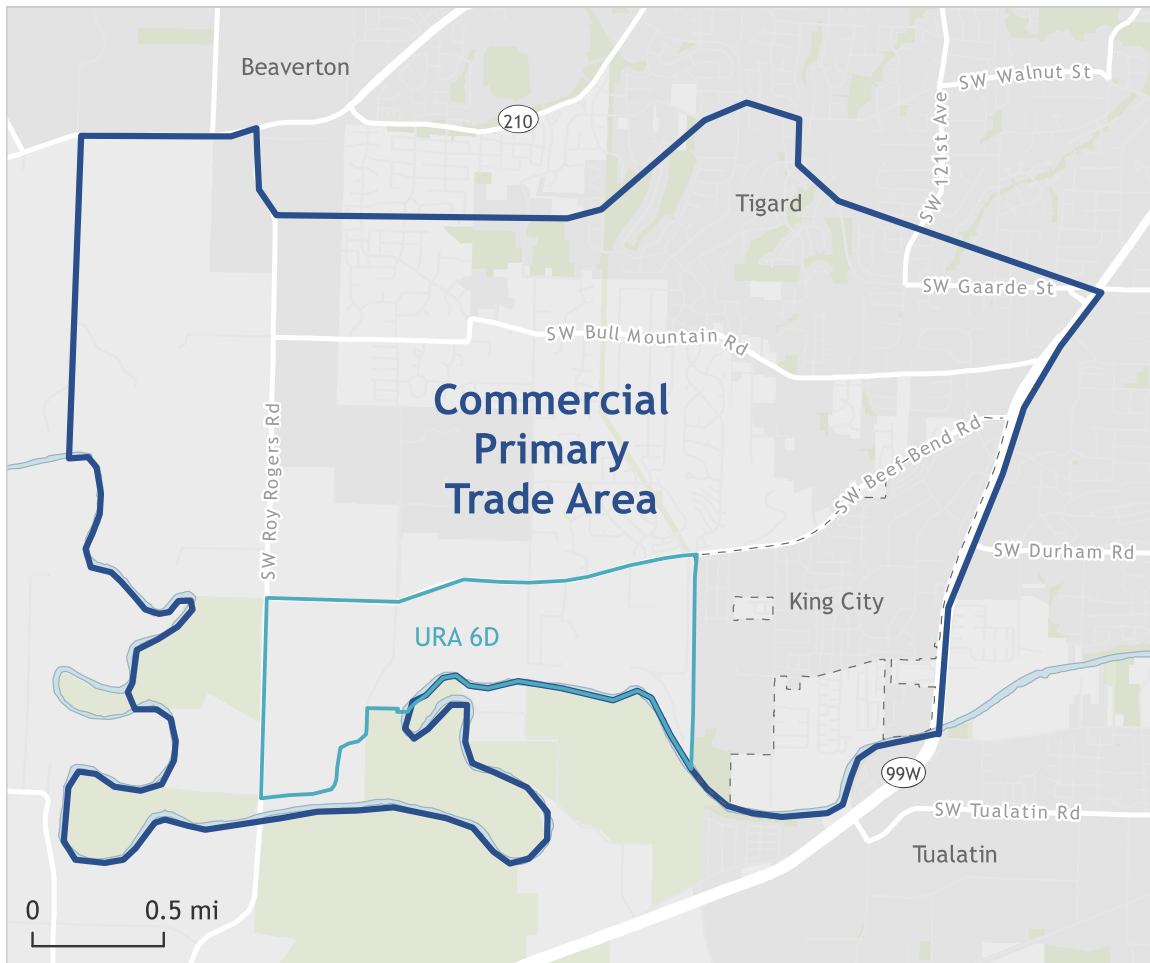 Beaverton
SW Walnut St
210
SW 121st Ave
Tigard
SW Gaarde St
SW Bull Mountain Rd
Commercial
Primary
Trade Area
SW Roy Rogers Rd
SW Beef-Bend Rd
SW Durham Rd
King City
URA 6D
99W
SW Tualatin Rd
Tualatin
0
0.5 mi